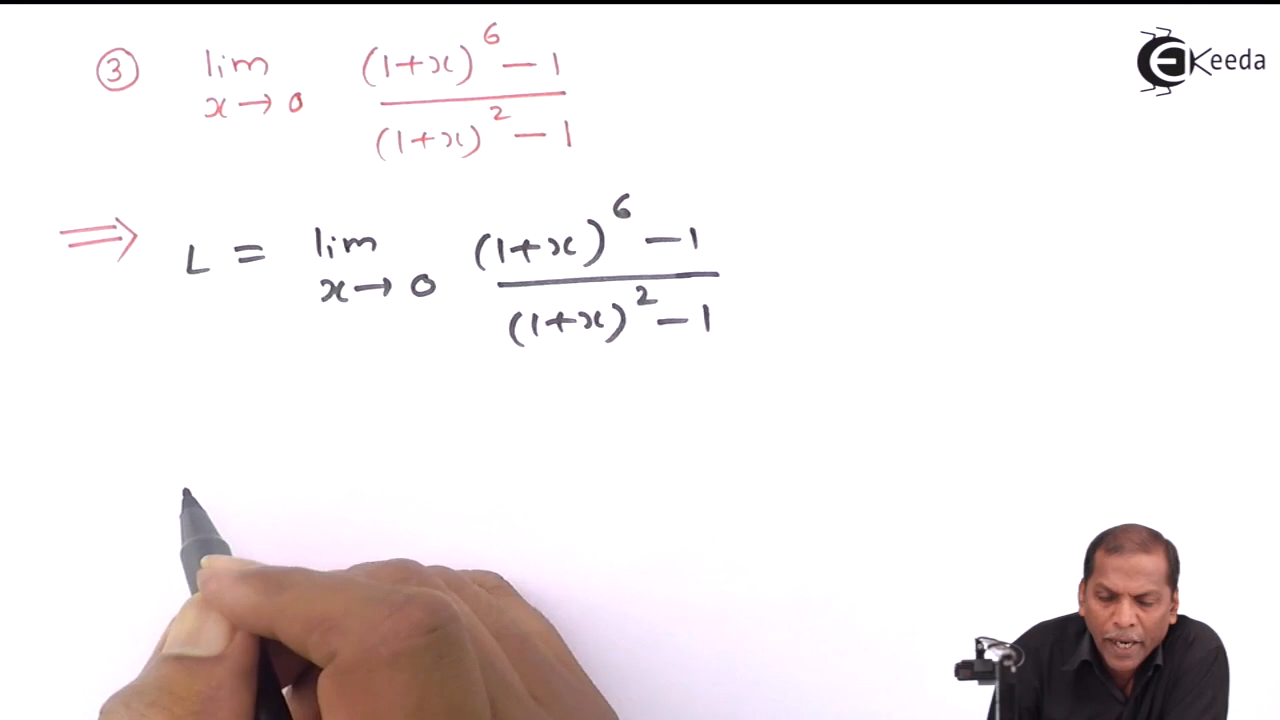 ③ lim x→0 (1+x)^6 − 1 / (1+x)^2 − 1
⇒ L = lim x→0 (1+x)^6 − 1 / (1+x)^2 − 1
EKeeda